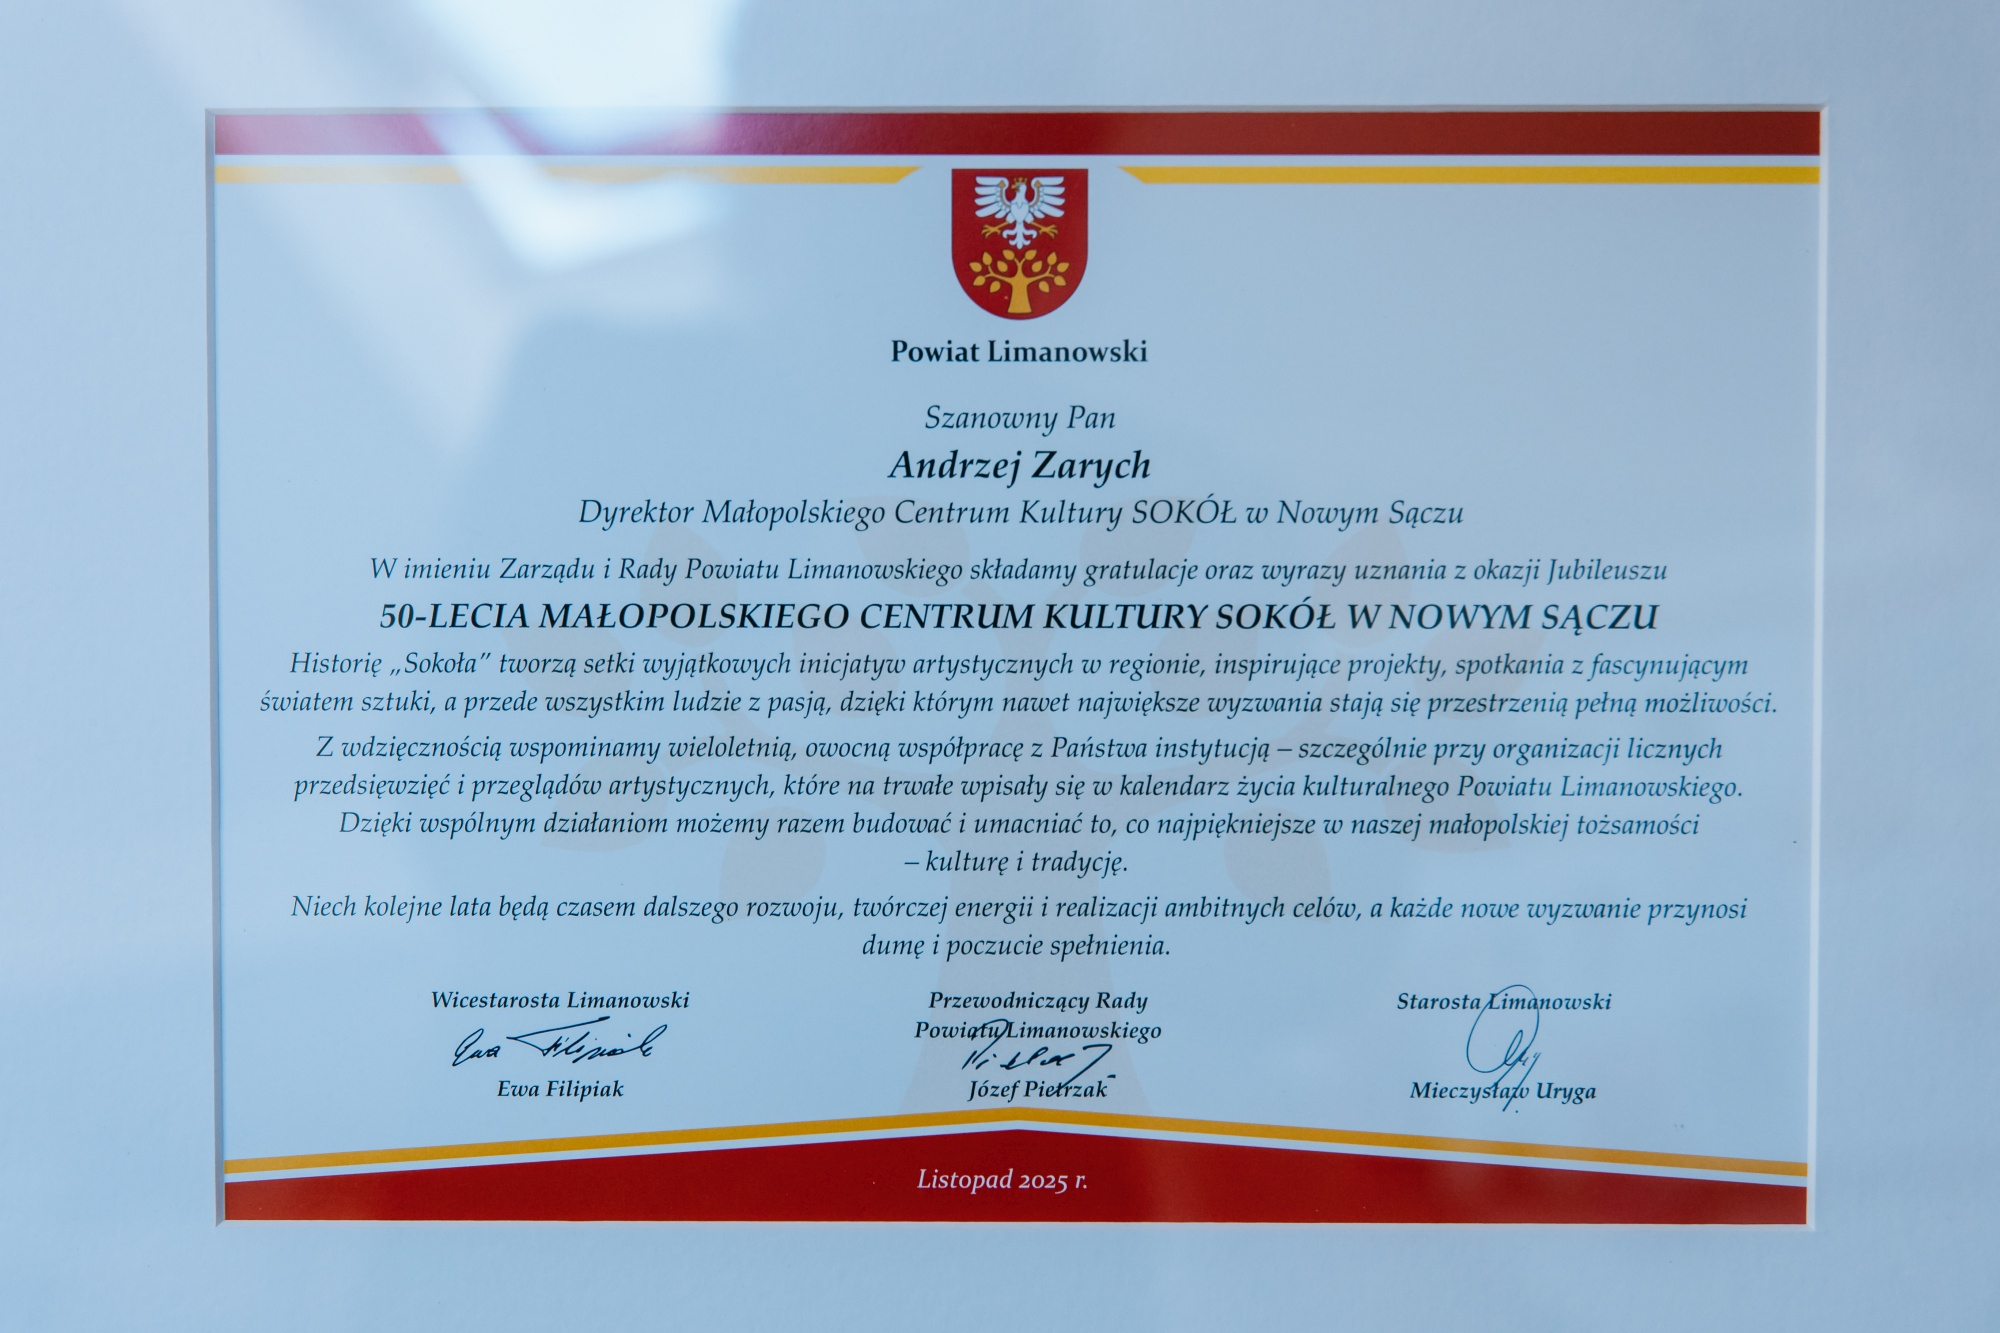 Powiat Limanowski
Szanowny Pan
Andrzej Zarych
Dyrektor Małopolskiego Centrum Kultury SOKÓŁ w Nowym Sączu
W imieniu Zarządu i Rady Powiatu Limanowskiego składamy gratulacje oraz wyrazy uznania z okazji Jubileuszu
50-LECIA MAŁOPOLSKIEGO CENTRUM KULTURY SOKÓŁ W NOWYM SĄCZU
Historię „Sokoła” tworzą setki wyjątkowych inicjatyw artystycznych w regionie, inspirujące projekty, spotkania z fascynującym
światem sztuki, a przede wszystkim ludzie z pasją, dzięki którym nawet największe wyzwania stają się przestrzenią pełną możliwości.
Z wdzięcznością wspominamy wieloletnią, owocną współpracę z Państwa instytucją – szczególnie przy organizacji licznych
przedsięwzięć i przeglądów artystycznych, które na trwałe wpisały się w kalendarz życia kulturalnego Powiatu Limanowskiego.
Dzięki wspólnym działaniom możemy razem budować i umacniać to, co najpiękniejsze w naszej małopolskiej tożsamości
– kulturę i tradycję.
Niech kolejne lata będą czasem dalszego rozwoju, twórczej energii i realizacji ambitnych celów, a każde nowe wyzwanie przynosi
dumę i poczucie spełnienia.
Wicestarosta Limanowski
Ewa Filipiak
Ewa Filipiak
Przewodniczący Rady
Powiatu Limanowskiego
Józef Pietrzak
Starosta Limanowski
Mieczysław Uryga
Listopad 2025 r.